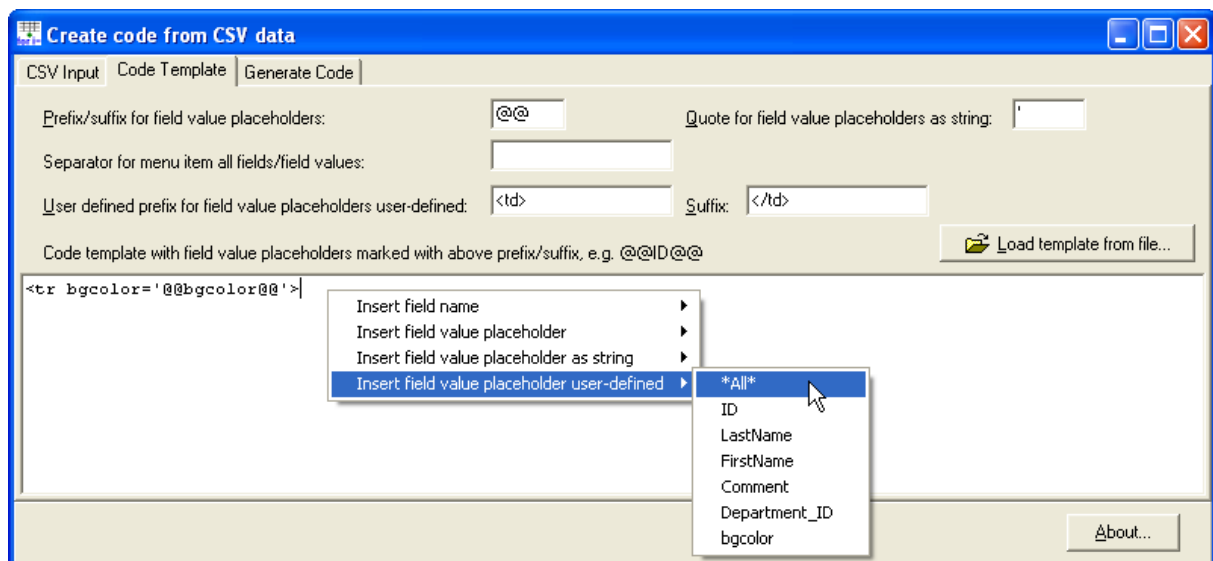 Create code from CSV data
CSV Input Code Template Generate Code
Prefix/suffix for field value placeholders: @@ Quote for field value placeholders as string: '
Separator for menu item all fields/field values:
User defined prefix for field value placeholders user-defined: <td> Suffix: </td>
Code template with field value placeholders marked with above prefix/suffix, e.g. @@ID@@ Load template from file...
<tr bgcolor='@@bgcolor@@'>
Insert field name
Insert field value placeholder
Insert field value placeholder as string
Insert field value placeholder user-defined
*All*
ID
LastName
FirstName
Comment
Department_ID
bgcolor
About...